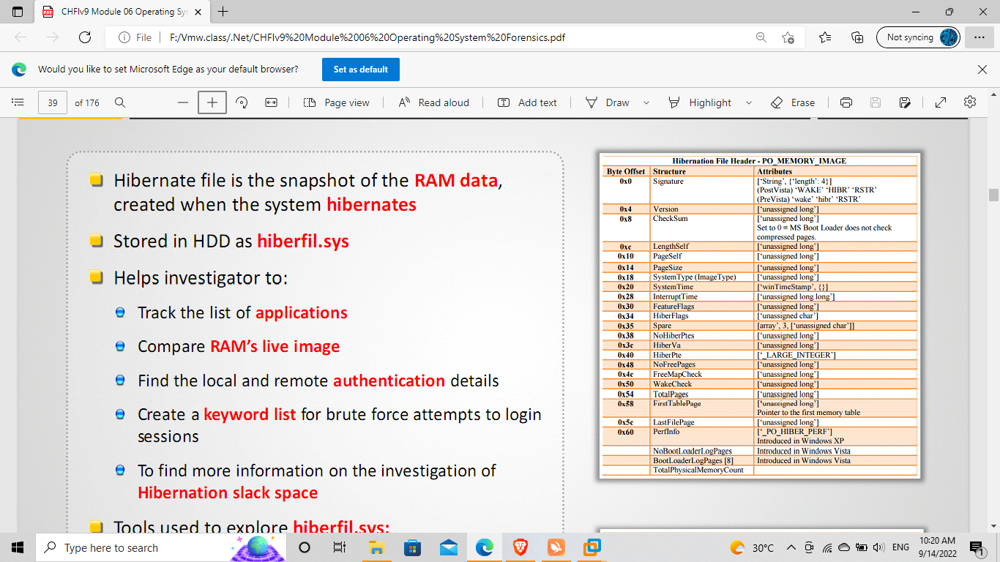 CHFIv9 Module 06 Operating Sys
File
F:/Vmw.class/.Net/CHFIv9%20Module%2006%20Operating%20System%20Forensics.pdf
Not syncing
Would you like to set Microsoft Edge as your default browser?
Set as default
39 of 176
Page view
Read aloud
Add text
Draw
Highlight
Erase
Hibernate file is the snapshot of the RAM data,
created when the system hibernates
Stored in HDD as hiberfil.sys
Helps investigator to:
Track the list of applications
Compare RAM's live image
Find the local and remote authentication details
Create a keyword list for brute force attempts to login
sessions
To find more information on the investigation of
Hibernation slack space
Tools used to explore hiberfil.sys:
Hibernation File Header - PO_MEMORY_IMAGE
Byte Offset Structure Attributes
0x0 Signature ['String', {'length': 4}]
(PostVista) 'WAKE' 'HIBR' 'RSTR'
(PreVista) 'wake' 'hibr' 'RSTR'
0x4 Version ['unassigned long']
0x8 CheckSum ['unassigned long']
Set to 0 = MS Boot Loader does not check
compressed pages.
0xc LengthSelf ['unassigned long']
0x10 PageSelf ['unassigned long']
0x14 PageSize ['unassigned long']
0x18 SystemType (ImageType) ['unassigned long']
0x20 SystemTime ['winTimeStamp', {}]
0x28 InterruptTime ['unassigned long long']
0x30 FeatureFlags ['unassigned long']
0x34 HiberFlags ['unassigned char']
0x35 Spare [array', 3, ['unassigned char']]
0x38 NoHiberPtes ['unassigned long']
0x3c HiberVa ['unassigned long']
0x40 HiberPte ['_LARGE_INTEGER']
0x48 NoFreePages ['unassigned long']
0x4c FreeMapCheck ['unassigned long']
0x50 WakeCheck ['unassigned long']
0x54 TotalPages ['unassigned long']
0x58 FirstTablePage ['unassigned long']
Pointer to the first memory table
0x5c LastFilePage ['unassigned long']
0x60 PerfInfo ['_PO_HIBER_PERF']
Introduced in Windows XP
NoBootLoaderLogPages Introduced in Windows Vista
BootLoaderLogPages [8] Introduced in Windows Vista
TotalPhysicalMemoryCount
Type here to search
30°C
ENG
10:20 AM
9/14/2022
1